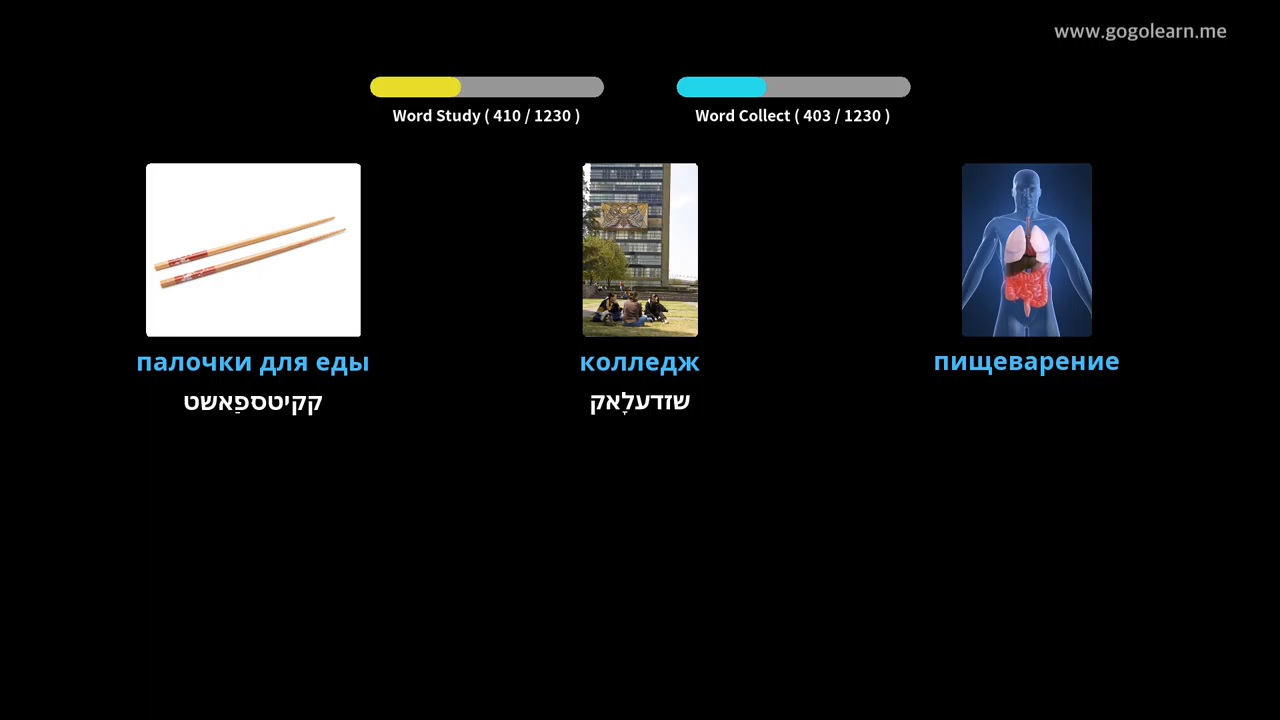 www.gogolearn.me
Word Study ( 410 / 1230 )
Word Collect ( 403 / 1230 )
палочки для еды
קקיטספַאשט
колледж
שזדעלָאק
пищеварение